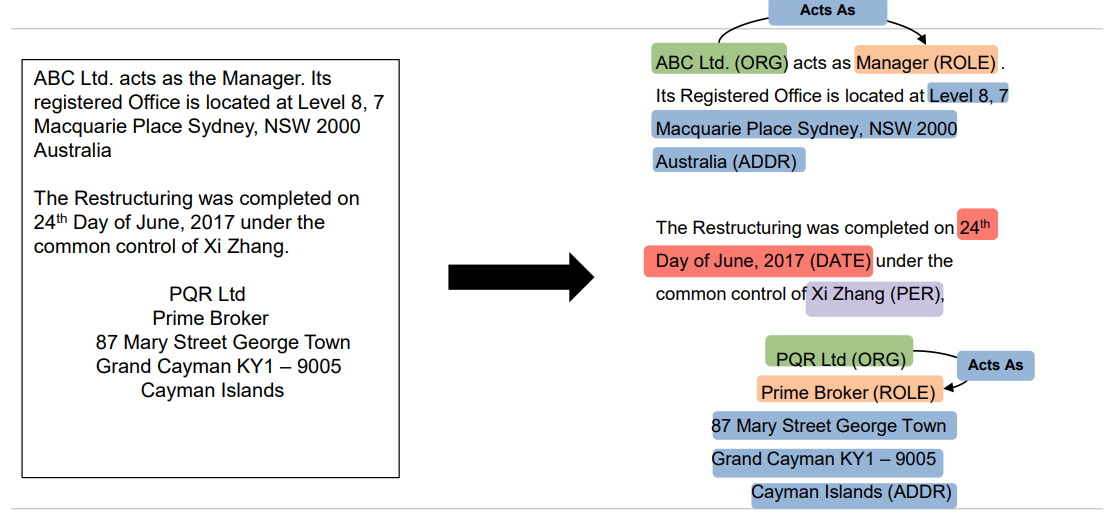 ABC Ltd. acts as the Manager. Its
registered Office is located at Level 8, 7
Macquarie Place Sydney, NSW 2000
Australia
The Restructuring was completed on
24th Day of June, 2017 under the
common control of Xi Zhang.
PQR Ltd
Prime Broker
87 Mary Street George Town
Grand Cayman KY1 – 9005
Cayman Islands
Acts As
ABC Ltd. (ORG) acts as Manager (ROLE) .
Its Registered Office is located at Level 8, 7
Macquarie Place Sydney, NSW 2000
Australia (ADDR)
The Restructuring was completed on 24th
Day of June, 2017 (DATE) under the
common control of Xi Zhang (PER),
PQR Ltd (ORG)
Acts As
Prime Broker (ROLE)
87 Mary Street George Town
Grand Cayman KY1 – 9005
Cayman Islands (ADDR)